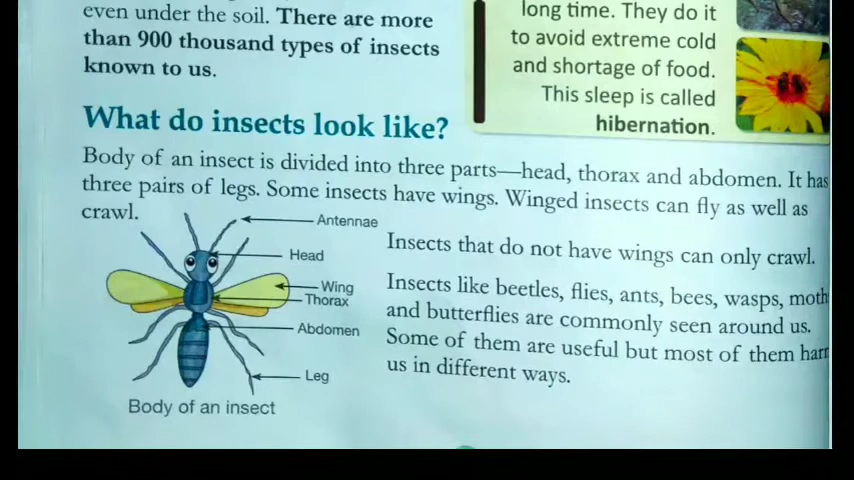 even under the soil. There are more
than 900 thousand types of insects
known to us.
long time. They do it
to avoid extreme cold
and shortage of food.
This sleep is called
hibernation.
What do insects look like?
Body of an insect is divided into three parts—head, thorax and abdomen. It has
three pairs of legs. Some insects have wings. Winged insects can fly as well as
crawl.
Antennae
Head
Wing
Thorax
Abdomen
Leg
Body of an insect
Insects that do not have wings can only crawl.
Insects like beetles, flies, ants, bees, wasps, moth
and butterflies are commonly seen around us.
Some of them are useful but most of them
us in different ways.